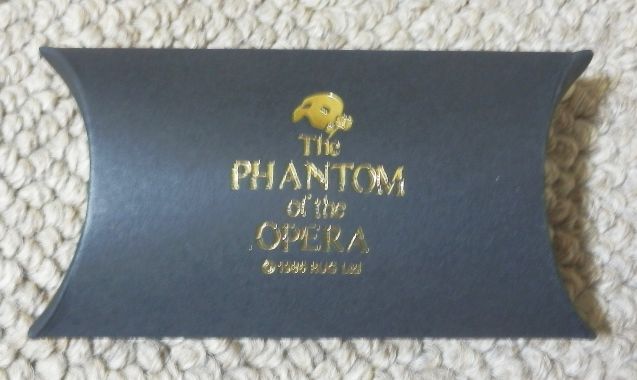 The
PHANTOM
of the
OPERA
© 1986 RUG Ltd